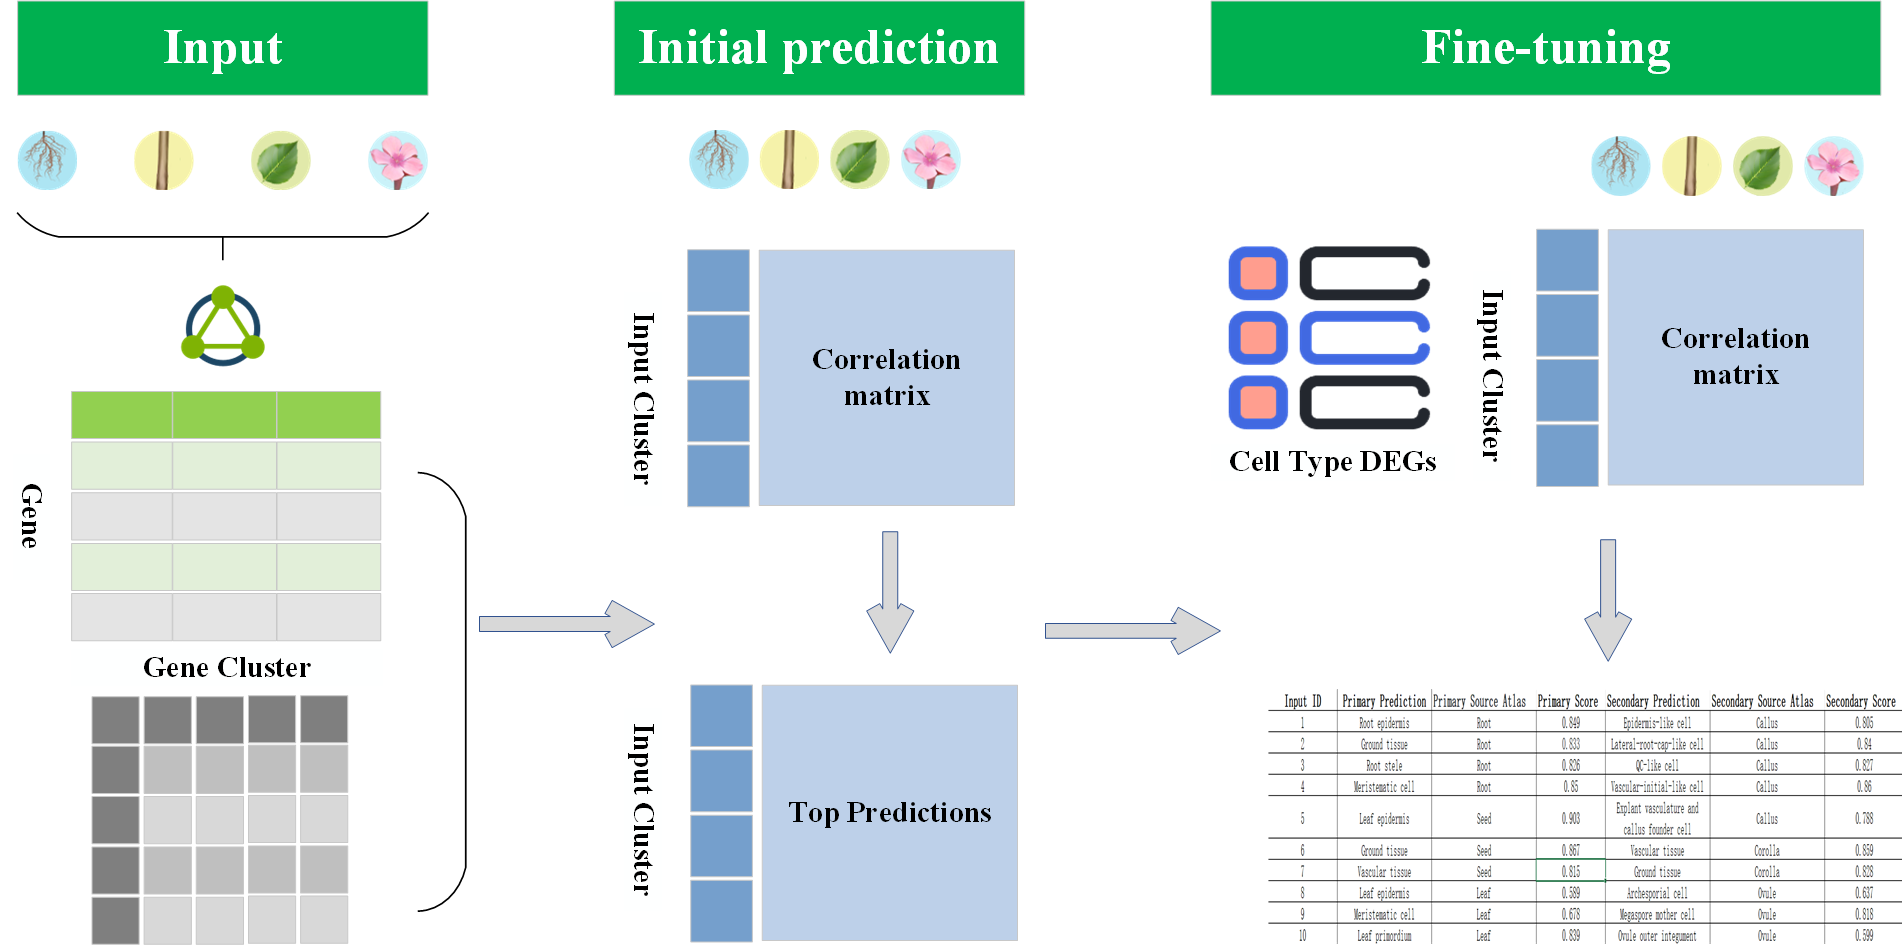 Input
Initial prediction
Fine-tuning
Gene
Gene Cluster
Input Cluster
Correlation
matrix
Input Cluster
Top Predictions
Cell Type DEGs
Input Cluster
Correlation
matrix
Input ID Primary Prediction Primary Source Atlas Primary Score Secondary Prediction Secondary Source Atlas Secondary Score
1 Root epidermis Root 0.849 Epidermis-like cell Callus 0.805
2 Ground tissue Root 0.833 Lateral-root-cap-like cell Callus 0.84
3 Root stele Root 0.826 QC-like cell Callus 0.827
4 Meristematic cell Root 0.85 Vascular-initial-like cell Callus 0.86
5 Leaf epidermis Seed 0.903 Explant vasculature and callus founder cell Callus 0.788
6 Ground tissue Seed 0.867 Vascular tissue Corolla 0.859
7 Vascular tissue Seed 0.815 Ground tissue Corolla 0.828
8 Leaf epidermis Leaf 0.589 Archesporial cell Ovule 0.637
9 Meristematic cell Leaf 0.678 Megaspore mother cell Ovule 0.818
10 Leaf primordium Leaf 0.839 Ovule outer integument Ovule 0.599